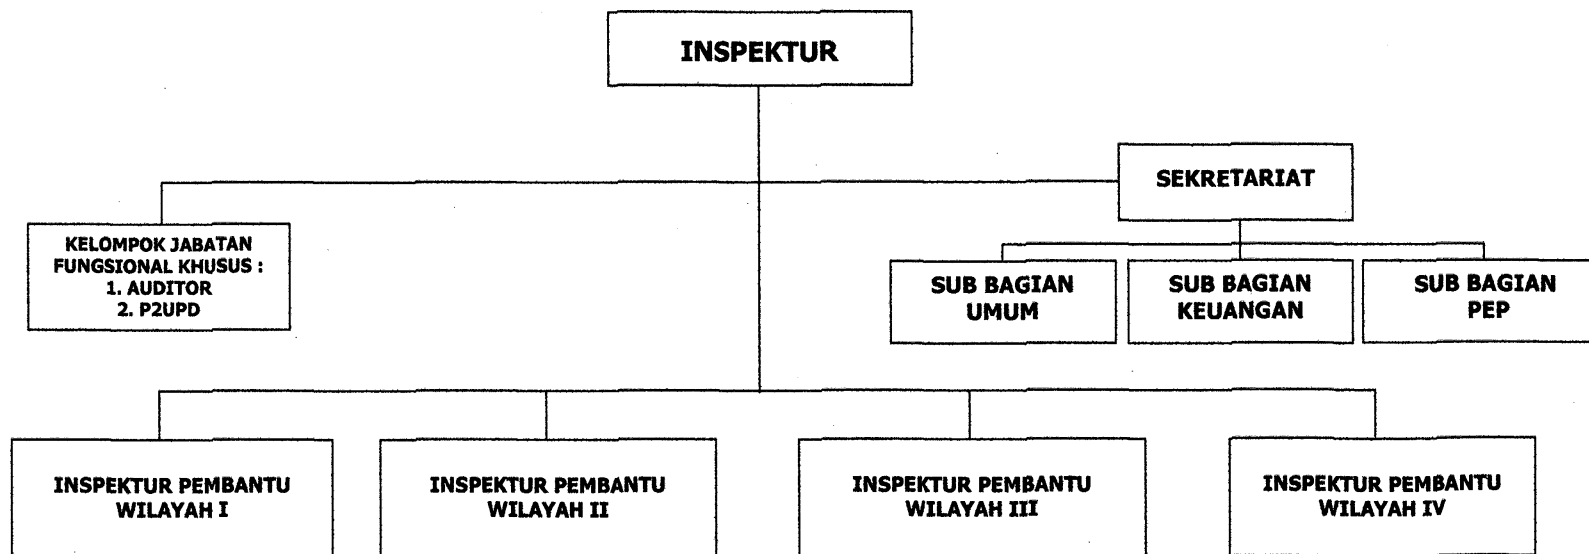 INSPEKTUR
SEKRETARIAT
KELOMPOK JABATAN
FUNGSIONAL KHUSUS :
1. AUDITOR
2. P2UPD
SUB BAGIAN
UMUM
SUB BAGIAN
KEUANGAN
SUB BAGIAN
PEP
INSPEKTUR PEMBANTU
WILAYAH I
INSPEKTUR PEMBANTU
WILAYAH II
INSPEKTUR PEMBANTU
WILAYAH III
INSPEKTUR PEMBANTU
WILAYAH IV